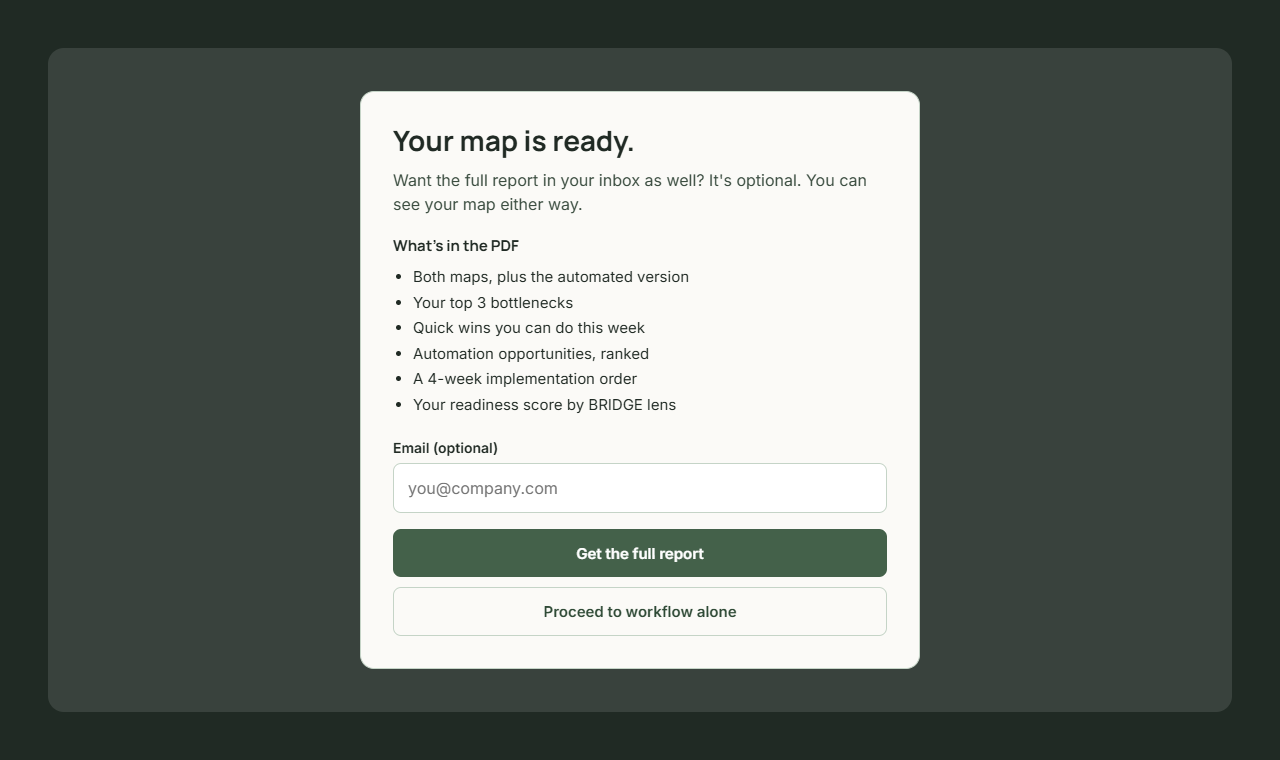 Your map is ready.
Want the full report in your inbox as well? It's optional. You can
see your map either way.
What's in the PDF
• Both maps, plus the automated version
• Your top 3 bottlenecks
• Quick wins you can do this week
• Automation opportunities, ranked
• A 4-week implementation order
• Your readiness score by BRIDGE lens
Email (optional)
you@company.com
Get the full report
Proceed to workflow alone